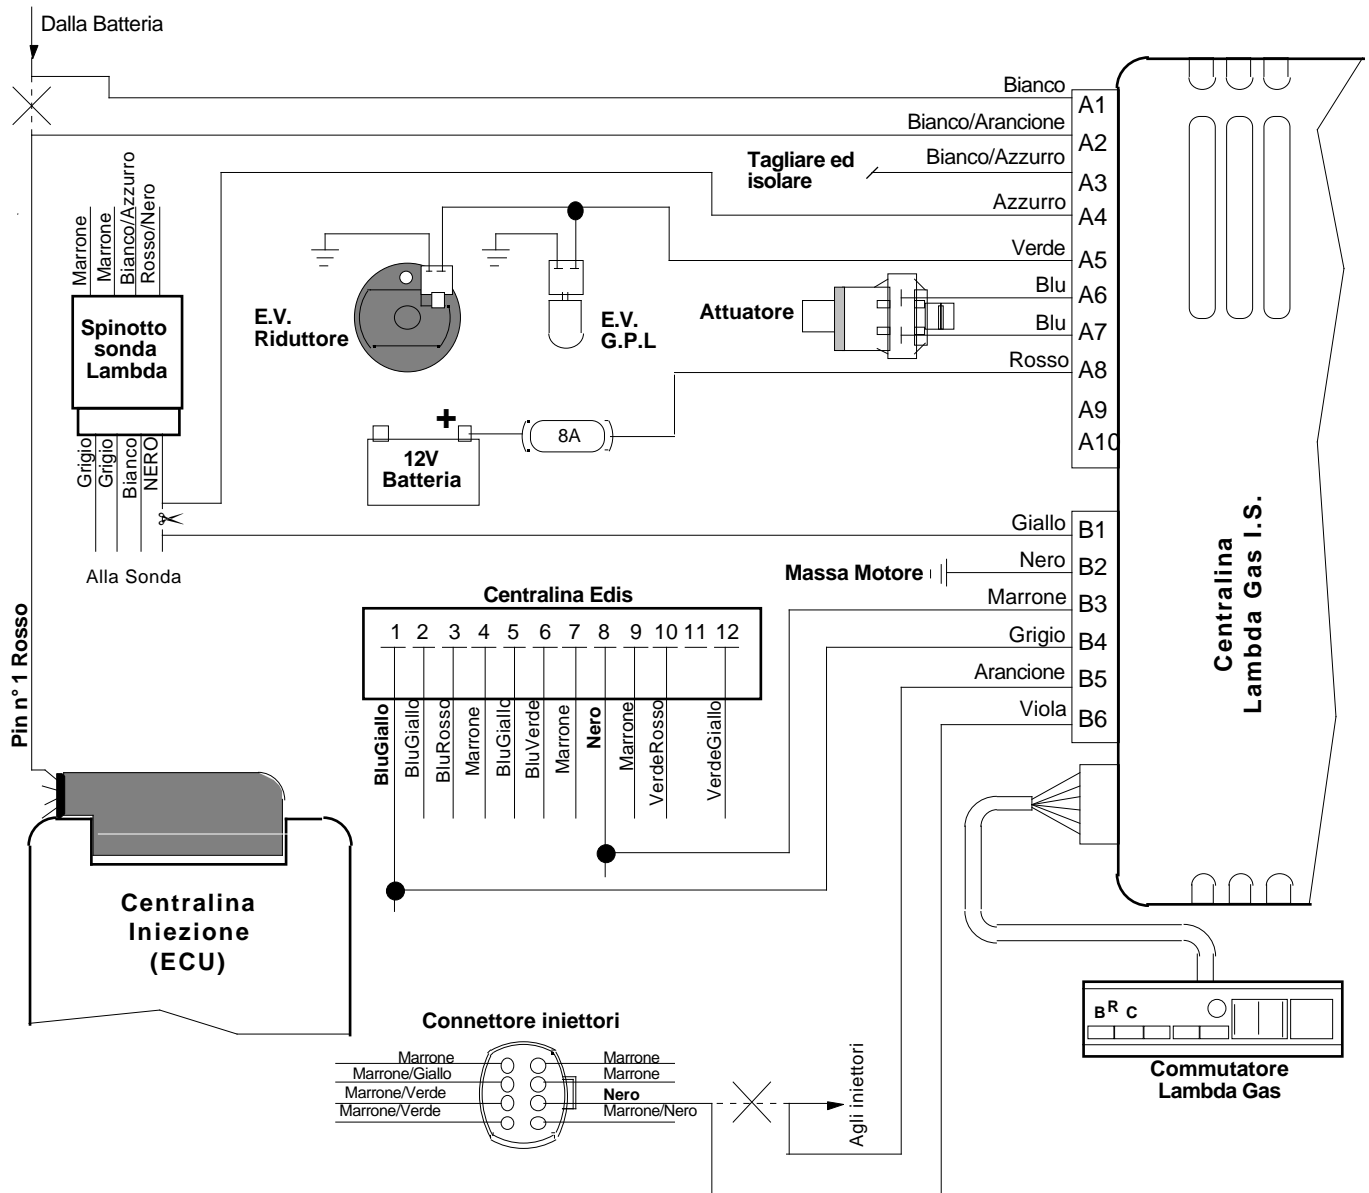 Dalla Batteria
Bianco
A1
Bianco/Arancione
A2
Tagliare ed
isolare
Bianco/Azzurro
A3
Azzurro
A4
Verde
A5
Blu
A6
Blu
A7
Rosso
A8
A9
A10
Marrone
Marrone
Bianco/Azzurro
Rosso/Nero
Spinotto
sonda
Lambda
Grigio
Grigio
Bianco
NERO
Alla Sonda
E.V.
Riduttore
E.V.
G.P.L
Attuatore
+
12V
Batteria
8A
Giallo
B1
Massa Motore
Nero
B2
Marrone
B3
Grigio
B4
Arancione
B5
Viola
B6
Centralina
Lambda Gas I.S.
Centralina Edis
1 2 3 4 5 6 7 8 9 10 11 12
BluGiallo
BluGiallo
BluRosso
Marrone
BluGiallo
BluVerde
Marrone
Nero
Marrone
VerdeRosso
VerdeGiallo
Pin n° 1 Rosso
Centralina
Iniezione
(ECU)
Connettore iniettori
Marrone
Marrone/Giallo
Marrone/Verde
Marrone/Verde
Marrone
Marrone
Nero
Marrone/Nero
Agli iniettori
B R C
Commutatore
Lambda Gas